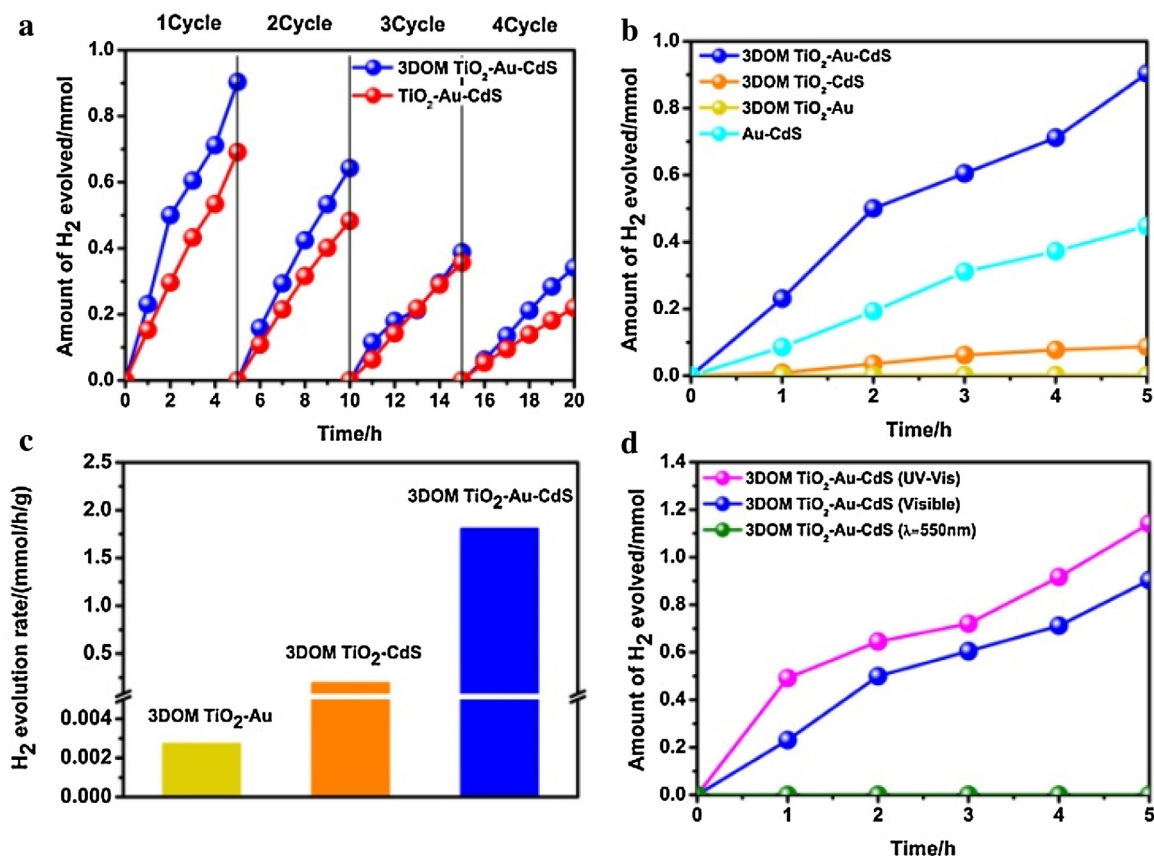 a
1Cycle 2Cycle 3Cycle 4Cycle
Amount of H2 evolved/mmol
1.0
0.8
0.6
0.4
0.2
0.0
3DOM TiO2-Au-CdS
TiO2-Au-CdS
0 2 4 6 8 10 12 14 16 18 20
Time/h
b
Amount of H2 evolved/mmol
1.0
0.8
0.6
0.4
0.2
0.0
3DOM TiO2-Au-CdS
3DOM TiO2-CdS
3DOM TiO2-Au
Au-CdS
0 1 2 3 4 5
Time/h
c
H2 evolution rate/(mmol/h/g)
2.5
2.0
1.5
1.0
0.5
0.004
0.002
0.000
3DOM TiO2-Au
3DOM TiO2-CdS
3DOM TiO2-Au-CdS
d
Amount of H2 evolved/mmol
1.4
1.2
1.0
0.8
0.6
0.4
0.2
0.0
3DOM TiO2-Au-CdS (UV-Vis)
3DOM TiO2-Au-CdS (Visible)
3DOM TiO2-Au-CdS (λ=550nm)
0 1 2 3 4 5
Time/h